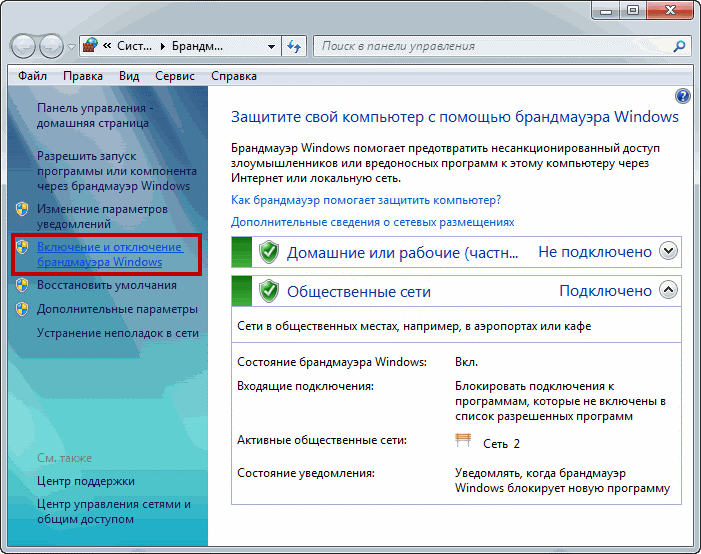 « Сист... ▸ Брандм...
Поиск в панели управления
Файл Правка Вид Сервис Справка
Панель управления -
домашняя страница
Разрешить запуск
программы или компонента
через брандмауэр Windows
Изменение параметров
уведомлений
Включение и отключение
брандмауэра Windows
Восстановить умолчания
Дополнительные параметры
Устранение неполадок в сети
См. также
Центр поддержки
Центр управления сетями и
общим доступом
Защитите свой компьютер с помощью брандмауэра Windows
Брандмауэр Windows помогает предотвратить несанкционированный доступ
злоумышленников или вредоносных программ к этому компьютеру через
Интернет или локальную сеть.
Как брандмауэр помогает защитить компьютер?
Дополнительные сведения о сетевых размещениях
Домашние или рабочие (частн... Не подключено
Общественные сети Подключено
Сети в общественных местах, например, в аэропортах или кафе
Состояние брандмауэра Windows: Вкл.
Входящие подключения: Блокировать подключения к
программам, которые не включены в
список разрешенных программ
Активные общественные сети: Сеть 2
Состояние уведомления: Уведомлять, когда брандмауэр
Windows блокирует новую программу